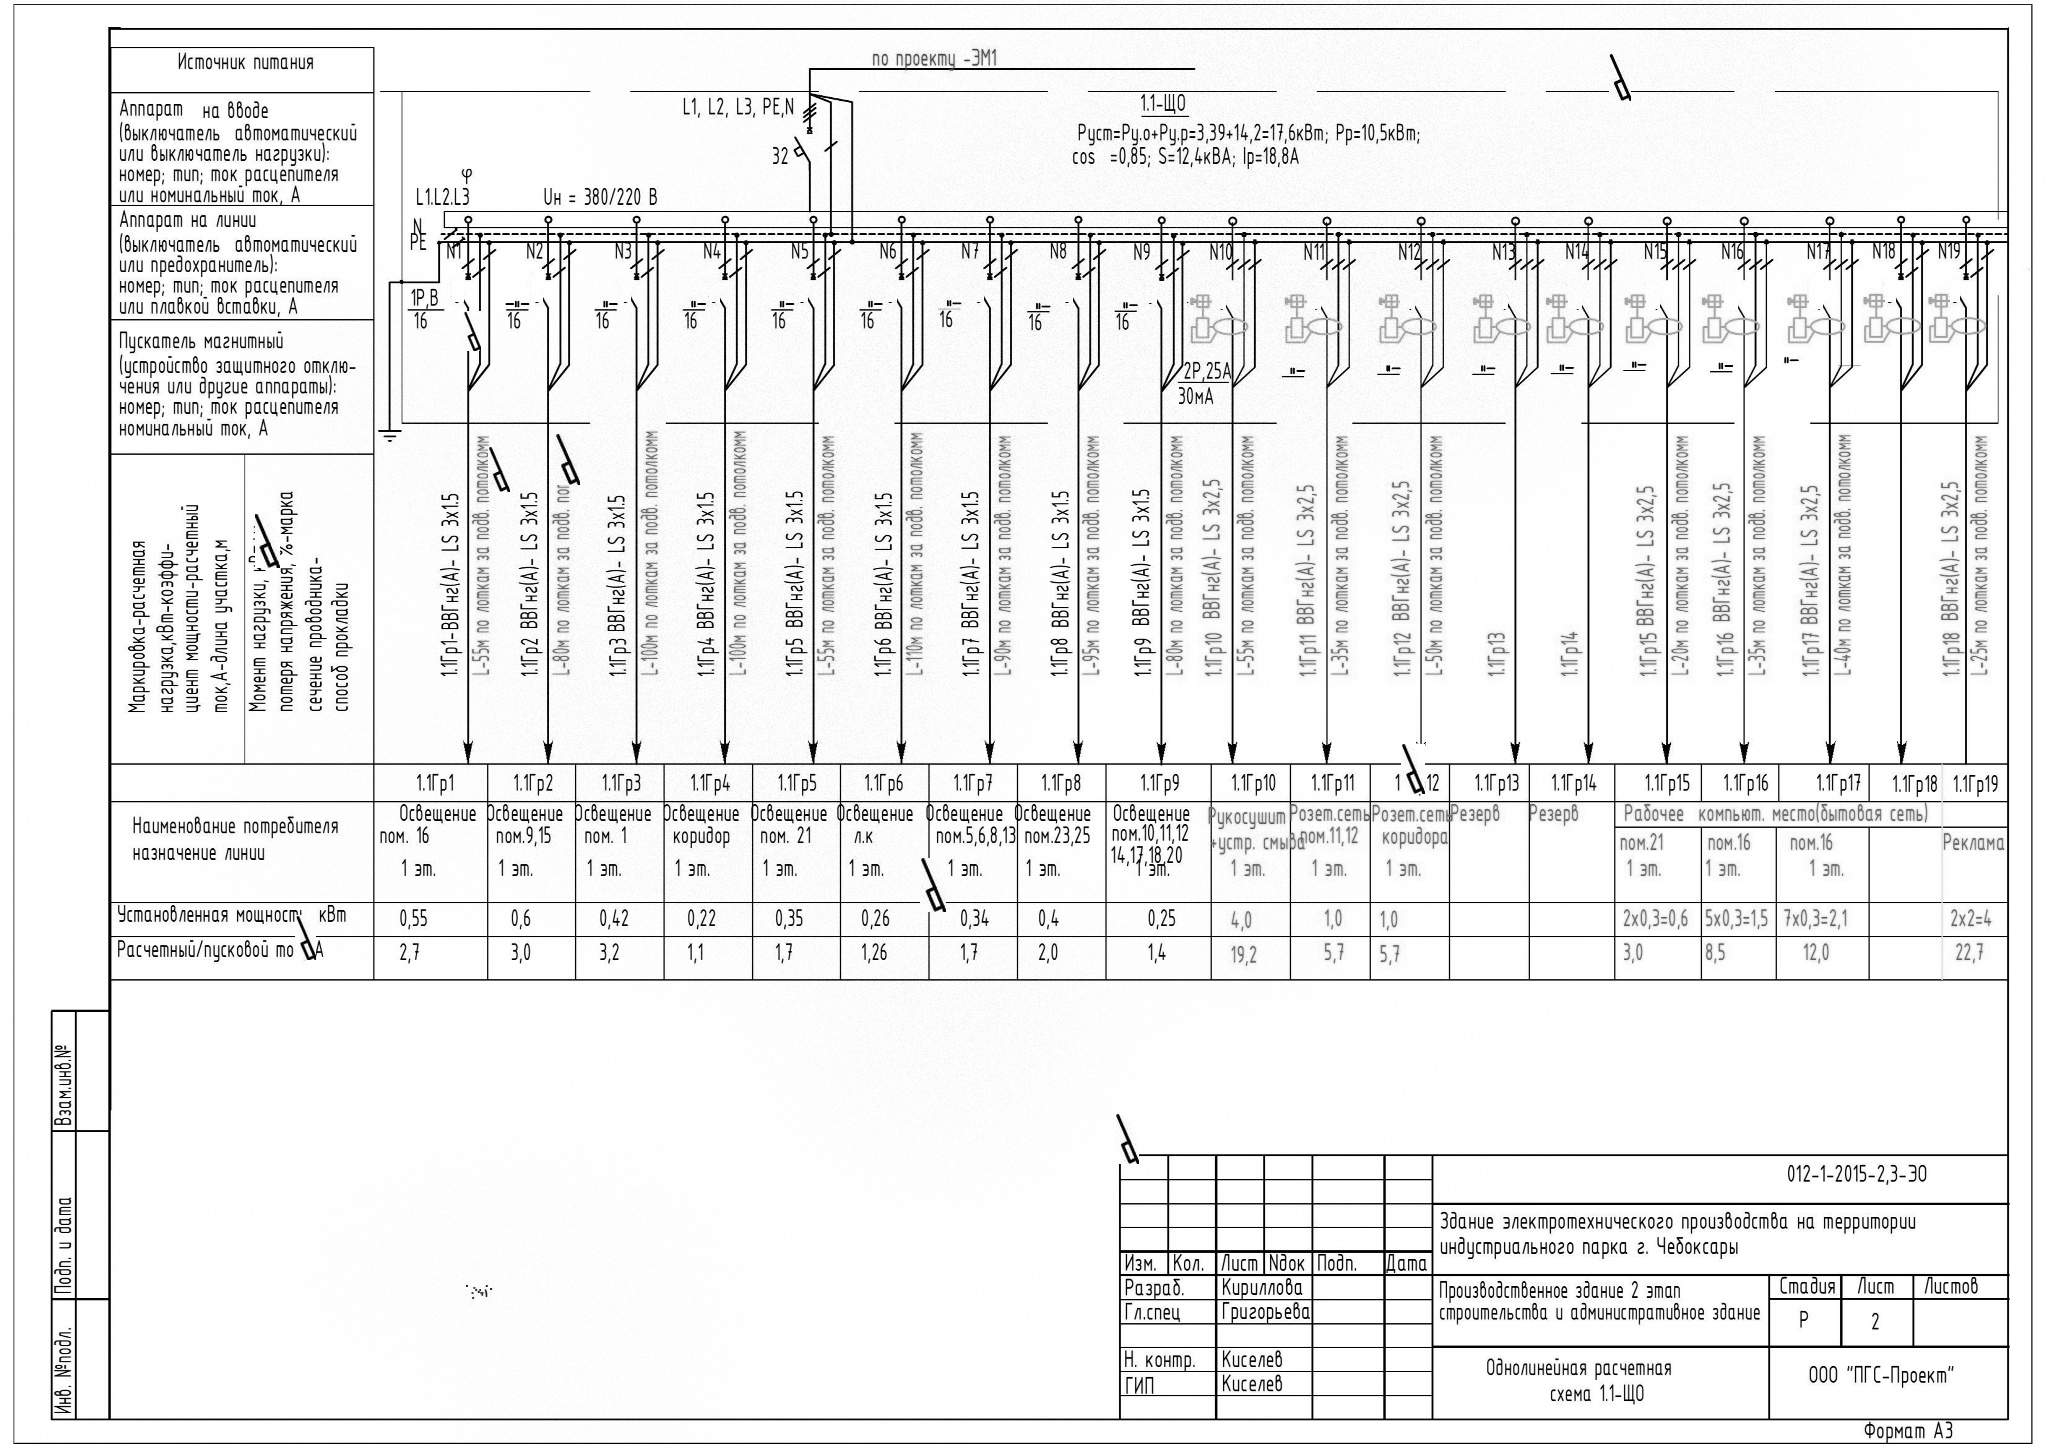 Источник питания
Аппарат на вводе
(выключатель автоматический
или выключатель нагрузки):
номер; тип; ток расцепителя
или номинальный ток, А
Аппарат на линии
(выключатель автоматический
или предохранитель):
номер; тип; ток расцепителя
или плавкой вставки, А
Пускатель магнитный
(устройство защитного отклю-
чения или другие аппараты):
номер; тип; ток расцепителя
номинальный ток, А
Маркировка-расчетная
нагрузка,кВт-коэффи-
циент мощности-расчетный
ток,А-длина участка,м
Момент нагрузки,
потеря напряжения, %-марка
сечение проводника-
способ прокладки
по проекту -ЭМ1
L1, L2, L3, PE,N
32
1.1-ЩО
Pуст=Pу.о+Pу.р=3,39+14,2=17,6кВт; Pр=10,5кВт;
cos =0,85; S=12,4кВА; Iр=18,8А
φ
L1.L2.L3
Uн = 380/220 В
N
PE
N1 N2 N3 N4 N5 N6 N7 N8 N9 N10 N11 N12 N13 N14 N15 N16 N17 N18 N19
1Р,В
16
"—
16
"—
16
"—
16
"—
16
"—
16
"—
16
"—
16
"—
16
2Р,25А
30мА
"— "— "— "— "— "— "—
1.1Гр1-ВВГнг(А)- LS 3х1.5
L-55м по лоткам за подв. потолкомм
1.1Гр2 ВВГнг(А)- LS 3х1.5
L-80м по лоткам за подв. пог
1.1Гр3 ВВГнг(А)- LS 3х1.5
L-100м по лоткам за подв. потолкомм
1.1Гр4 ВВГнг(А)- LS 3х1.5
L-100м по лоткам за подв. потолкомм
1.1Гр5 ВВГнг(А)- LS 3х1.5
L-55м по лоткам за подв. потолкомм
1.1Гр6 ВВГнг(А)- LS 3х1.5
L-110м по лоткам за подв. потолкомм
1.1Гр7 ВВГнг(А)- LS 3х1.5
L-90м по лоткам за подв. потолкомм
1.1Гр8 ВВГнг(А)- LS 3х1.5
L-95м по лоткам за подв. потолкомм
1.1Гр9 ВВГнг(А)- LS 3х1.5
L-80м по лоткам за подв. потолкомм
1.1Гр10 ВВГнг(А)- LS 3х2,5
L-55м по лоткам за подв. потолкомм
1.1Гр11 ВВГнг(А)- LS 3х2,5
L-35м по лоткам за подв. потолкомм
1.1Гр12 ВВГнг(А)- LS 3х2,5
L-50м по лоткам за подв. потолкомм
1.1Гр13
1.1Гр14
1.1Гр15 ВВГнг(А)- LS 3х2,5
L-20м по лоткам за подв. потолкомм
1.1Гр16 ВВГнг(А)- LS 3х2,5
L-35м по лоткам за подв. потолкомм
1.1Гр17 ВВГнг(А)- LS 3х2,5
L-40м по лоткам за подв. потолкомм
1.1Гр18 ВВГнг(А)- LS 3х2,5
L-25м по лоткам за подв. потолкомм
1.1Гр1 1.1Гр2 1.1Гр3 1.1Гр4 1.1Гр5 1.1Гр6 1.1Гр7 1.1Гр8 1.1Гр9 1.1Гр10 1.1Гр11 1 12 1.1Гр13 1.1Гр14 1.1Гр15 1.1Гр16 1.1Гр17 1.1Гр18 1.1Гр19
Наименование потребителя
назначение линии
Освещение
пом. 16
1 эт.
Освещение
пом.9,15
1 эт.
Освещение
пом. 1
1 эт.
Освещение
коридор
1 эт.
Освещение
пом. 21
1 эт.
Освещение
л.к
1 эт.
Освещение
пом.5,6,8,13
1 эт.
Освещение
пом.23,25
1 эт.
Освещение
пом.10,11,12
14,17,18,20
1 эт.
Рукосушит
+устр. смыва
1 эт.
Розет.сеть
пом.11,12
1 эт.
Розет.сеть
коридора
1 эт.
Резерв
Резерв
Рабочее компьют. место(бытовая сеть)
пом.21
1 эт.
пом.16
1 эт.
пом.16
1 эт.
Реклама
Установленная мощност кВт
0,55 0,6 0,42 0,22 0,35 0,26 0,34 0,4 0,25 4,0 1,0 1,0 2х0,3=0,6 5х0,3=1,5 7х0,3=2,1 2х2=4
Расчетный/пусковой то А
2,7 3,0 3,2 1,1 1,7 1,26 1,7 2,0 1,4 19,2 5,7 5,7 3,0 8,5 12,0 22,7
Взам.инв.№
Подп. и дата
Инв. №подл.
012-1-2015-2,3-ЭО
Здание электротехнического производства на территории
индустриального парка г. Чебоксары
Изм. Кол. Лист Nдок Подп. Дата
Разраб. Кириллова
Гл.спец Григорьева
Н. контр. Киселев
ГИП Киселев
Производственное здание 2 этап
строительства и административное здание
Стадия Лист Листов
Р 2
Однолинейная расчетная
схема 1.1-ЩО
ООО "ПГС-Проект"
Формат А3